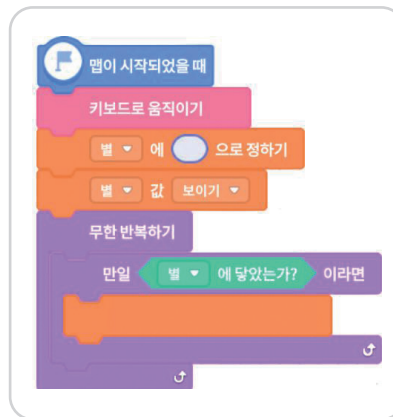 맵이 시작되었을 때
키보드로 움직이기
별 에 으로 정하기
별 값 보이기
무한 반복하기
만일 별 에 닿았는가? 이라면